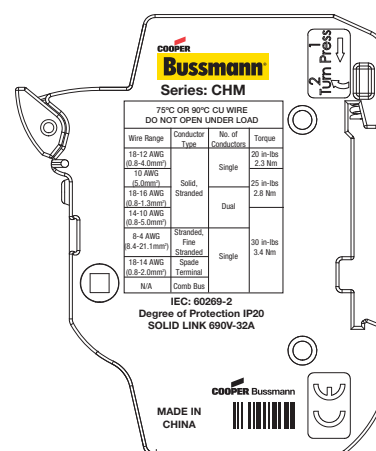 COOPER
Bussmann®
Series: CHM
1
Turn Press
2
75ºC OR 90ºC CU WIRE
DO NOT OPEN UNDER LOAD
Wire Range Conductor Type No. of Conductors Torque
18-12 AWG (0.8-4.0mm²) Solid, Stranded Single 20 in-lbs 2.3 Nm
10 AWG (5.0mm²) 25 in-lbs 2.8 Nm
18-16 AWG (0.8-1.3mm²) Dual
14-10 AWG (0.8-5.0mm²) 30 in-lbs 3.4 Nm
8-4 AWG (8.4-21.1mm²) Stranded, Fine Stranded Single
18-14 AWG (0.8-2.0mm²) Spade Terminal
N/A Comb Bus
IEC: 60269-2
Degree of Protection IP20
SOLID LINK 690V-32A
COOPER Bussmann
MADE IN
CHINA
CE